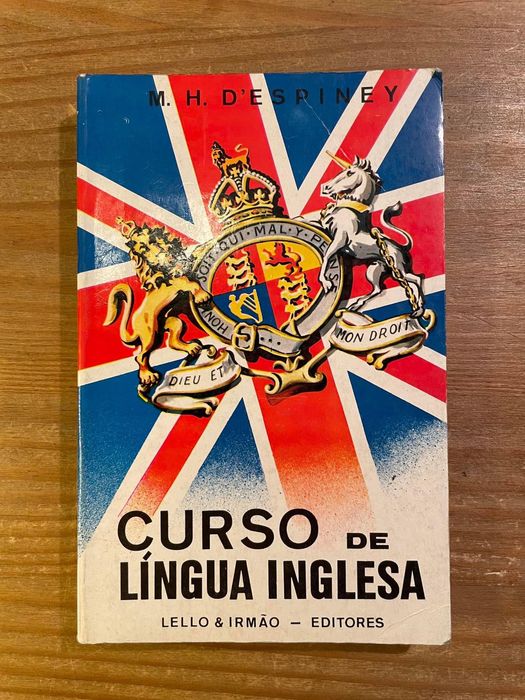 M. H. D'ESPINEY
HONI SOIT QUI·MAL·Y·PENSE
DIEU ET
MON DROIT
CURSO DE
LÍNGUA INGLESA
LELLO & IRMÃO — EDITORES